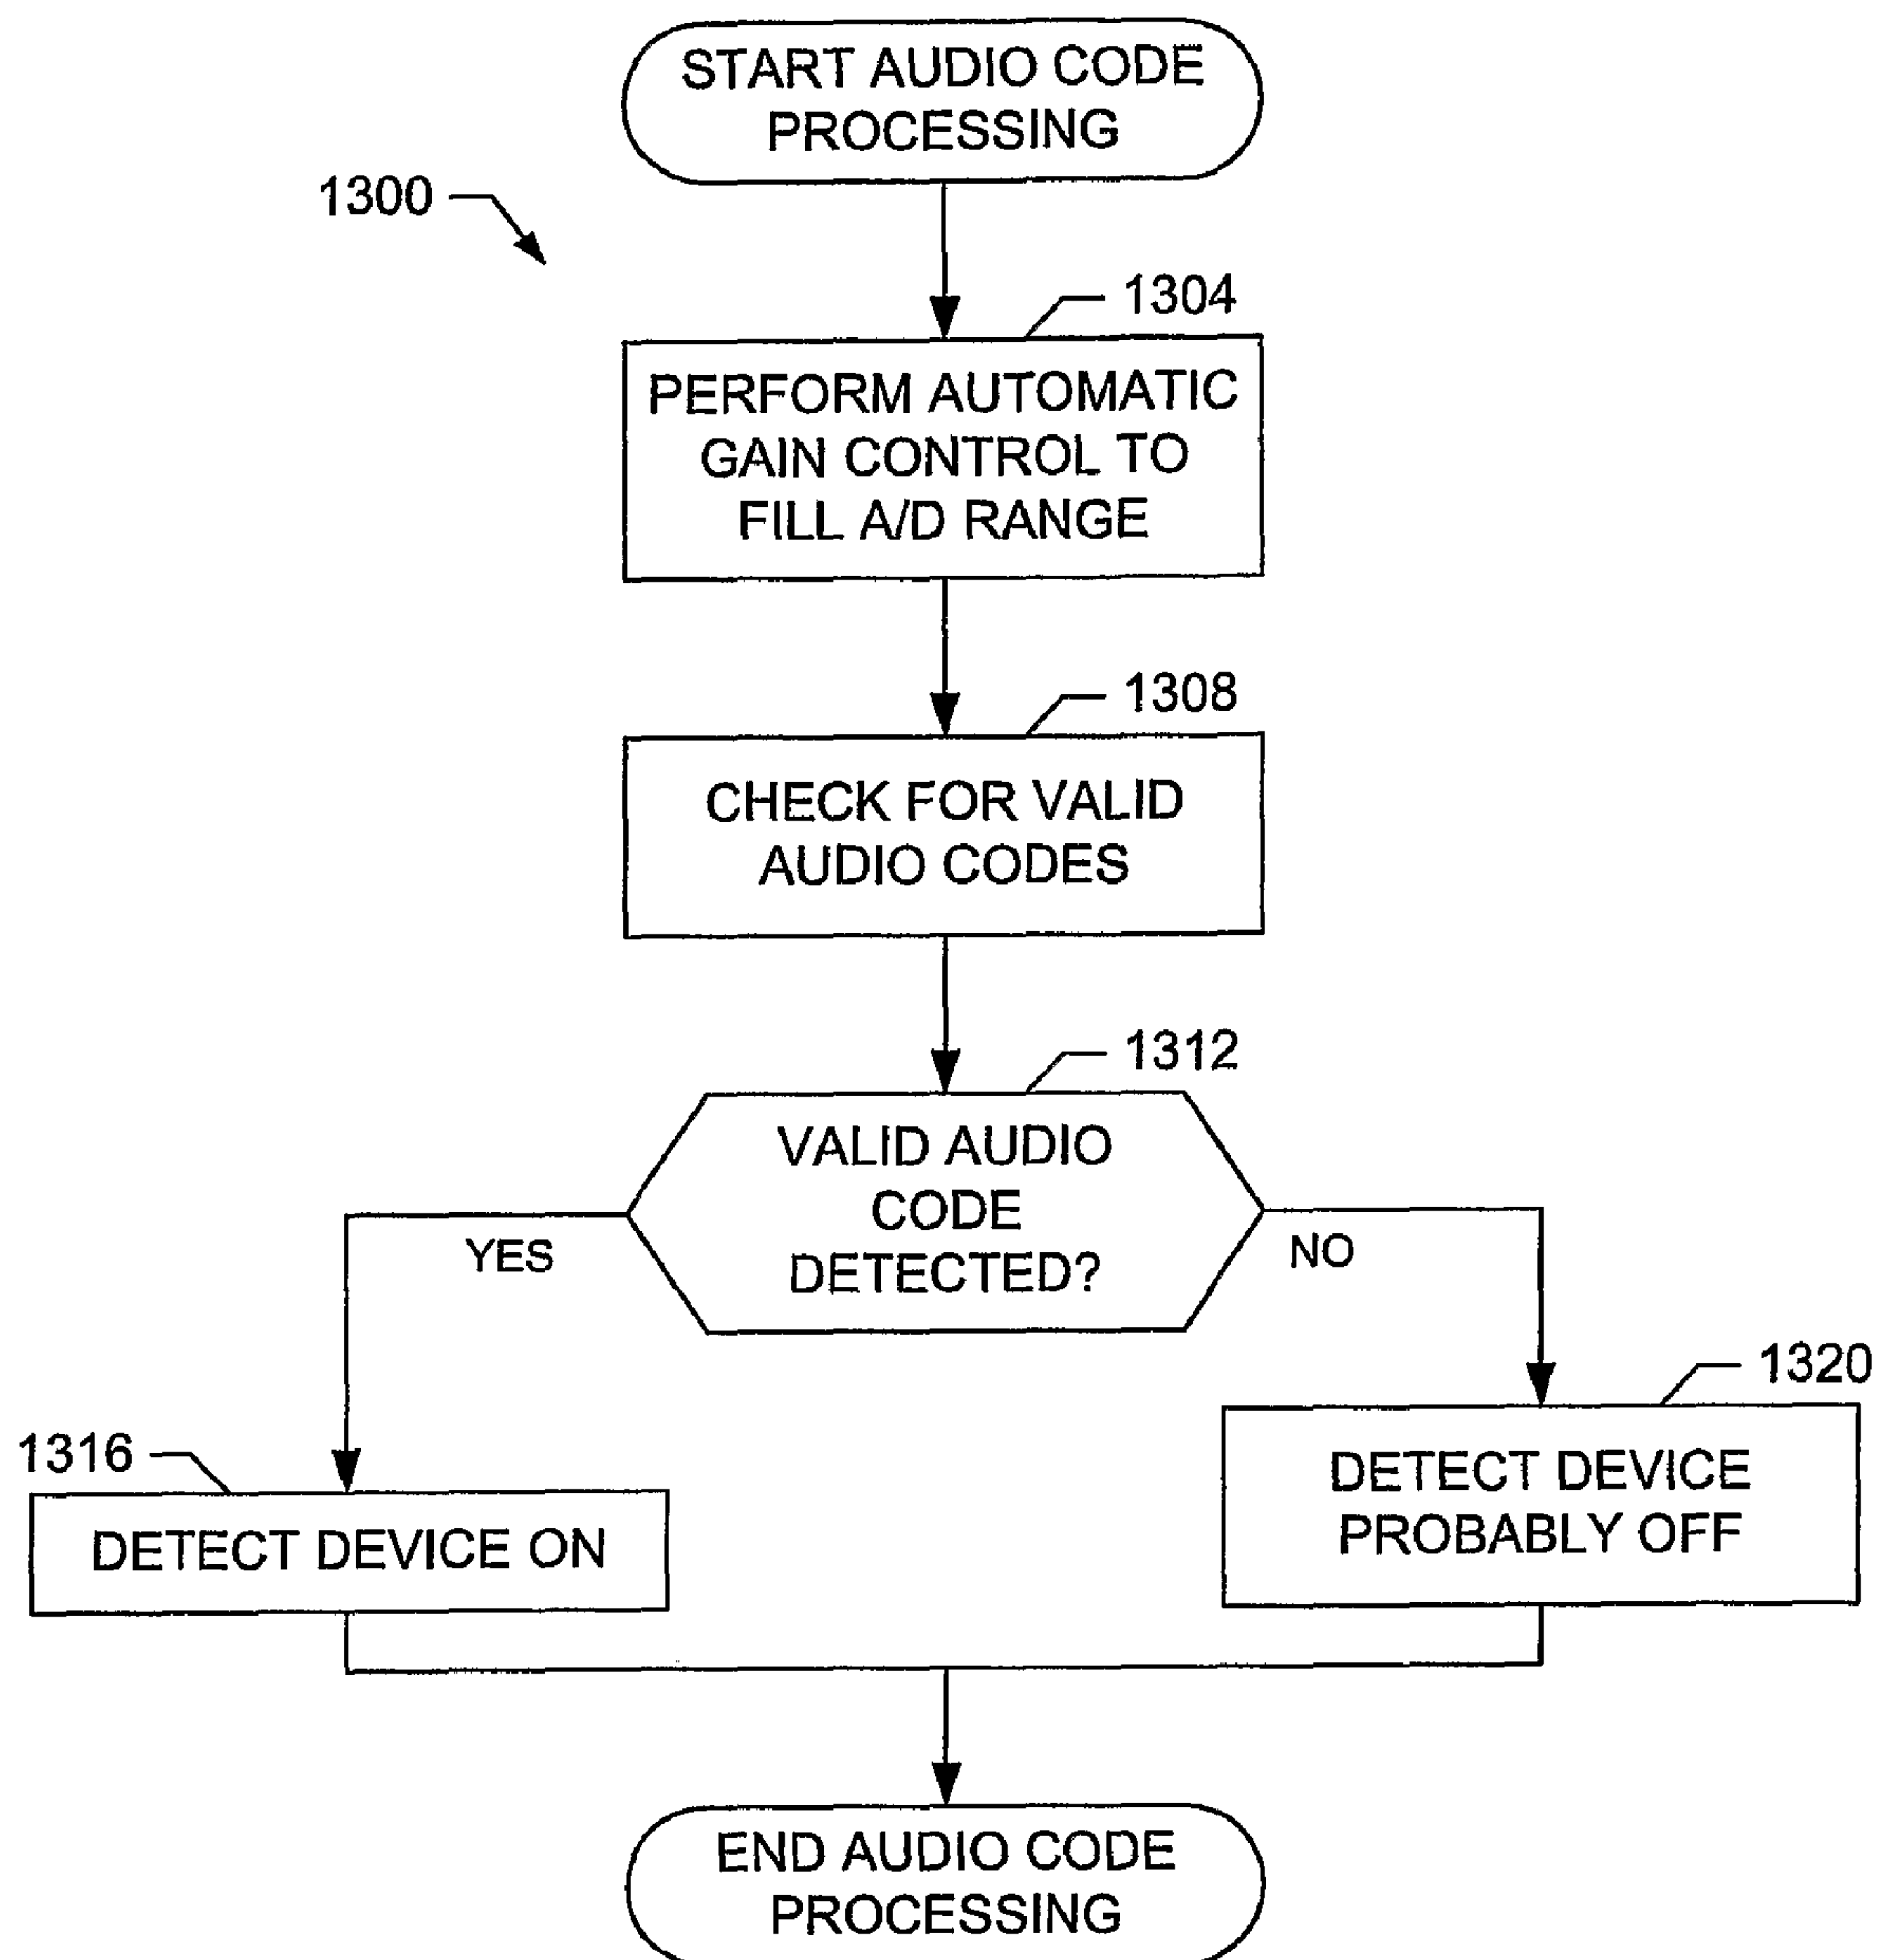 START AUDIO CODE
PROCESSING
1300
1304
PERFORM AUTOMATIC
GAIN CONTROL TO
FILL A/D RANGE
1308
CHECK FOR VALID
AUDIO CODES
1312
VALID AUDIO
CODE
DETECTED?
YES
NO
1320
DETECT DEVICE
PROBABLY OFF
1316
DETECT DEVICE ON
END AUDIO CODE
PROCESSING